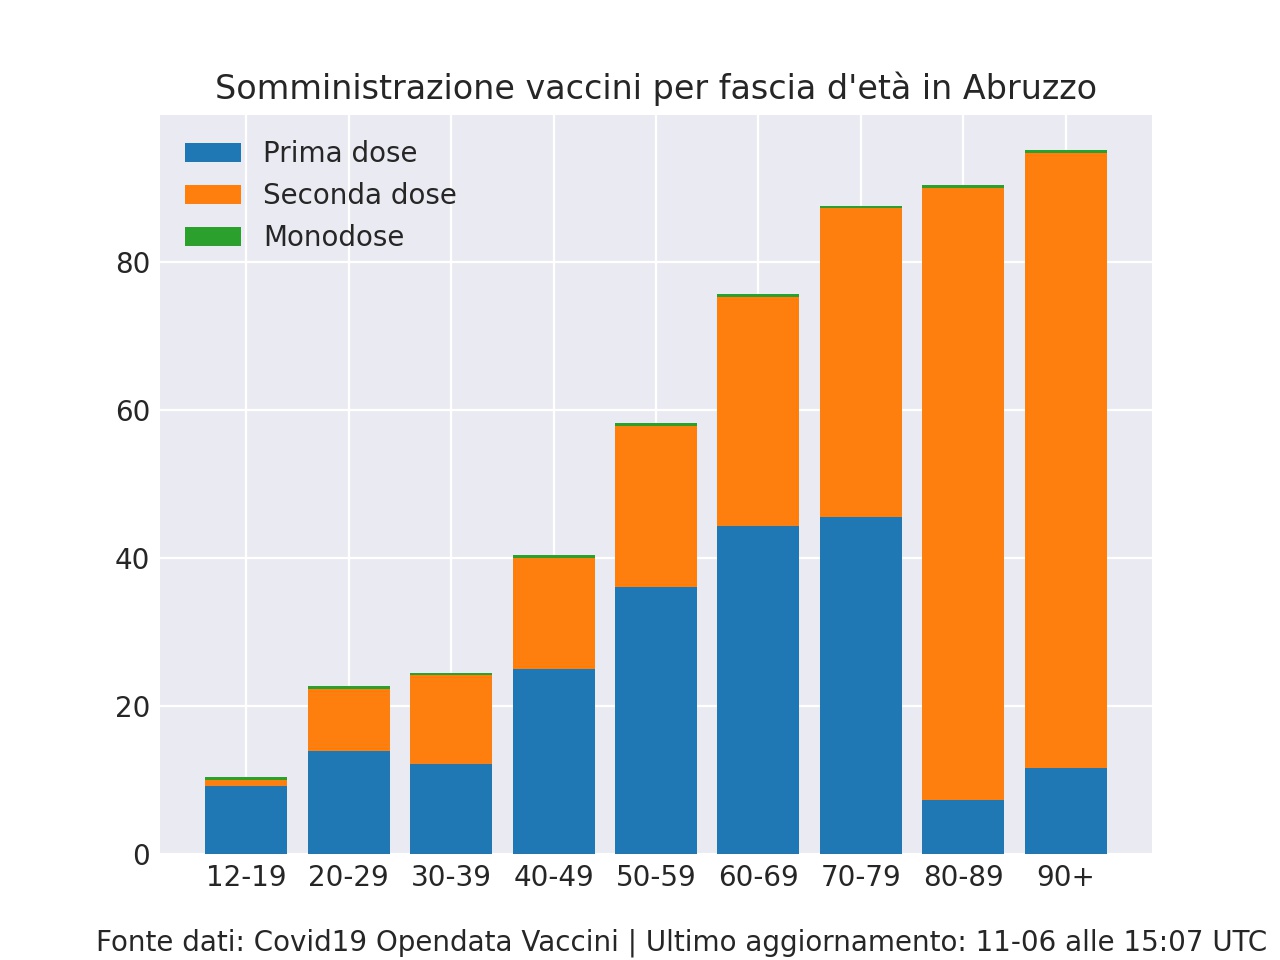 Somministrazione vaccini per fascia d'età in Abruzzo
Prima dose
Seconda dose
Monodose
80
60
40
20
0
12-19 20-29 30-39 40-49 50-59 60-69 70-79 80-89 90+
Fonte dati: Covid19 Opendata Vaccini | Ultimo aggiornamento: 11-06 alle 15:07 UTC